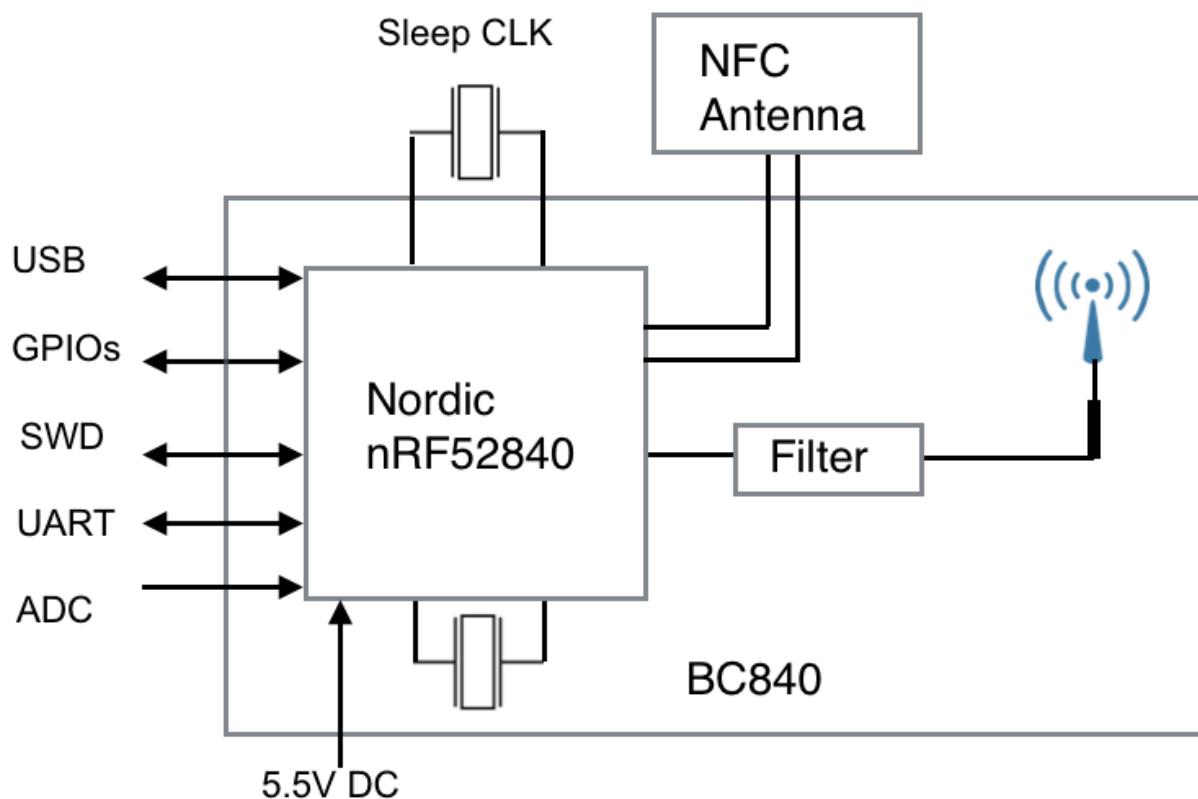 Sleep CLK
NFC
Antenna
USB
GPIOs
SWD
UART
ADC
Nordic
nRF52840
Filter
BC840
5.5V DC